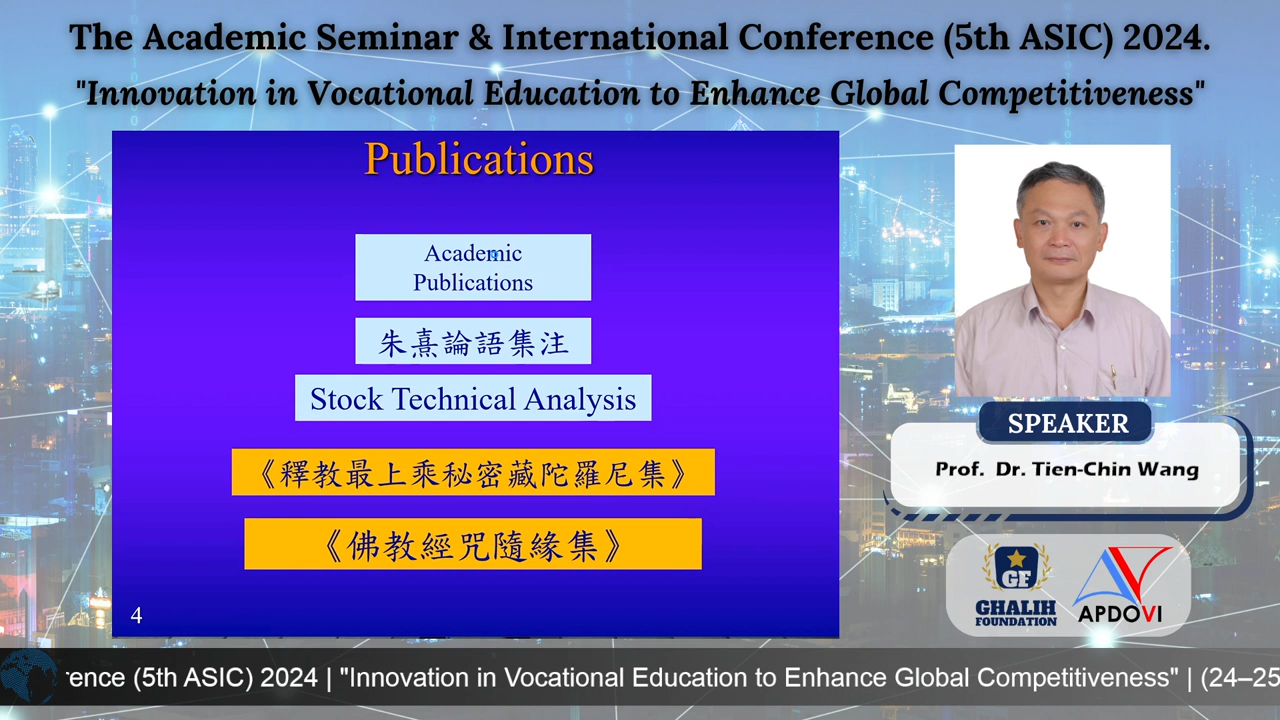 The Academic Seminar & International Conference (5th ASIC) 2024.
"Innovation in Vocational Education to Enhance Global Competitiveness"
Publications
Academic
Publications
朱熹論語集注
Stock Technical Analysis
《釋教最上乘秘密藏陀羅尼集》
《佛教經咒隨緣集》
4
SPEAKER
Prof. Dr. Tien-Chin Wang
GF
GHALIH
FOUNDATION
APDOVI
rence (5th ASIC) 2024 | "Innovation in Vocational Education to Enhance Global Competitiveness" | (24–25